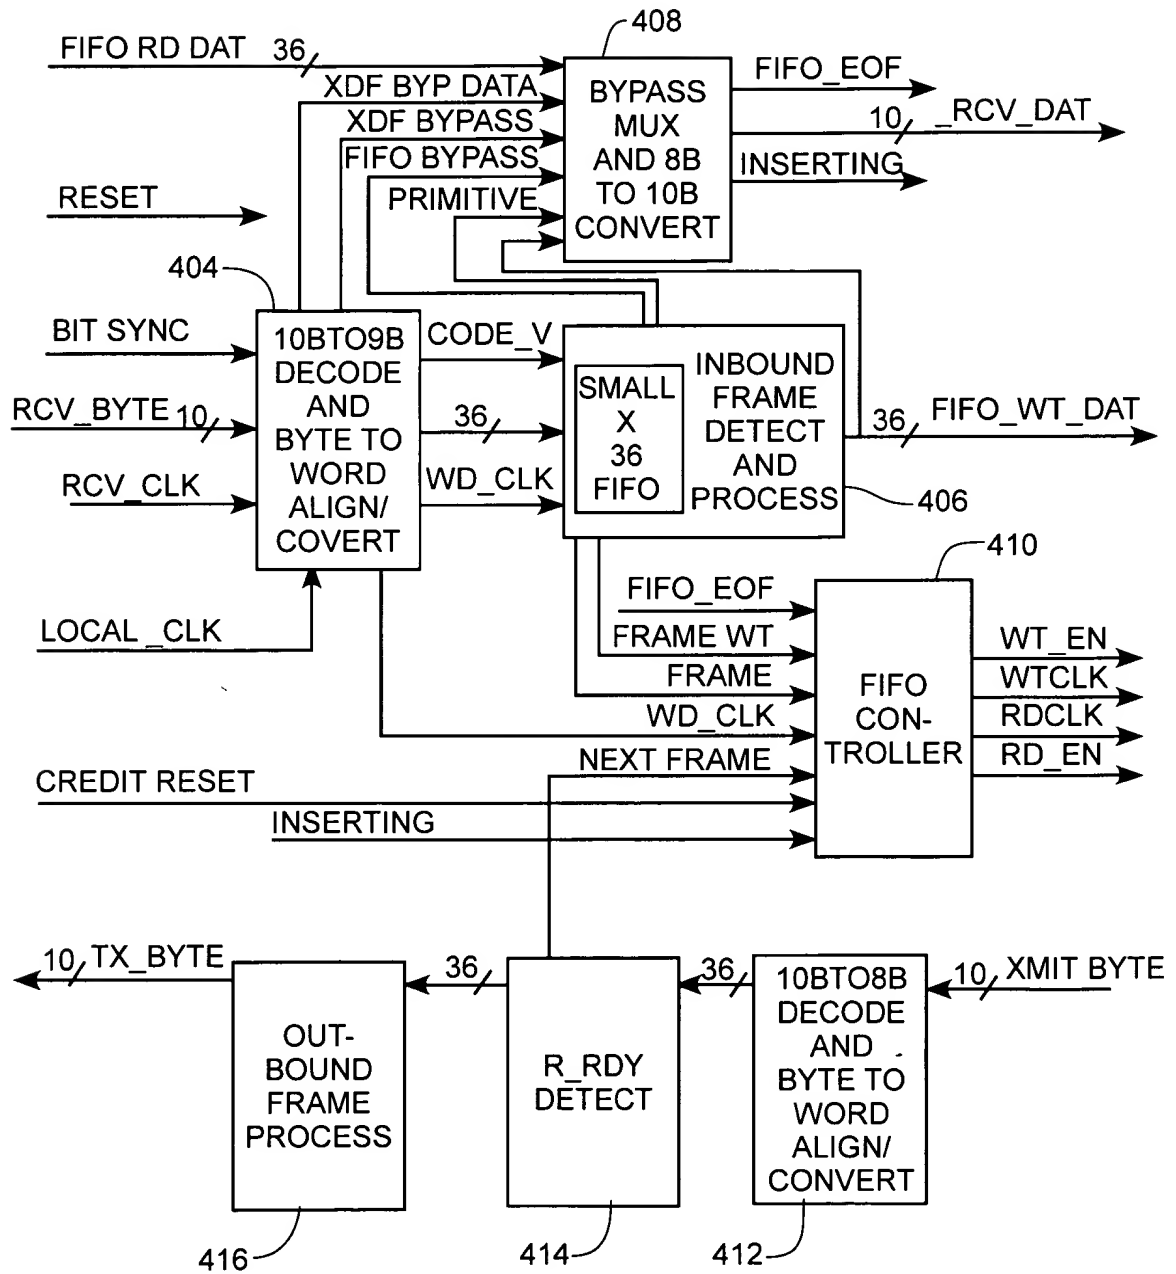 408
FIFO RD DAT 36
XDF BYP DATA
XDF BYPASS
FIFO BYPASS
PRIMITIVE
BYPASS
MUX
AND 8B
TO 10B
CONVERT
FIFO_EOF
10 _RCV_DAT
INSERTING
RESET
404
BIT SYNC
RCV_BYTE 10
RCV_CLK
LOCAL_CLK
10BTO9B
DECODE
AND
BYTE TO
WORD
ALIGN/
COVERT
CODE_V
36
WD_CLK
SMALL
X
36
FIFO
INBOUND
FRAME
DETECT
AND
PROCESS
36 FIFO_WT_DAT
406
410
FIFO_EOF
FRAME WT
FRAME
WD_CLK
NEXT FRAME
CREDIT RESET
INSERTING
FIFO
CON-
TROLLER
WT_EN
WTCLK
RDCLK
RD_EN
10 TX_BYTE
OUT-
BOUND
FRAME
PROCESS
36
R_RDY
DETECT
36
10BTO8B
DECODE
AND
BYTE TO
WORD
ALIGN/
CONVERT
10 XMIT BYTE
416
414
412